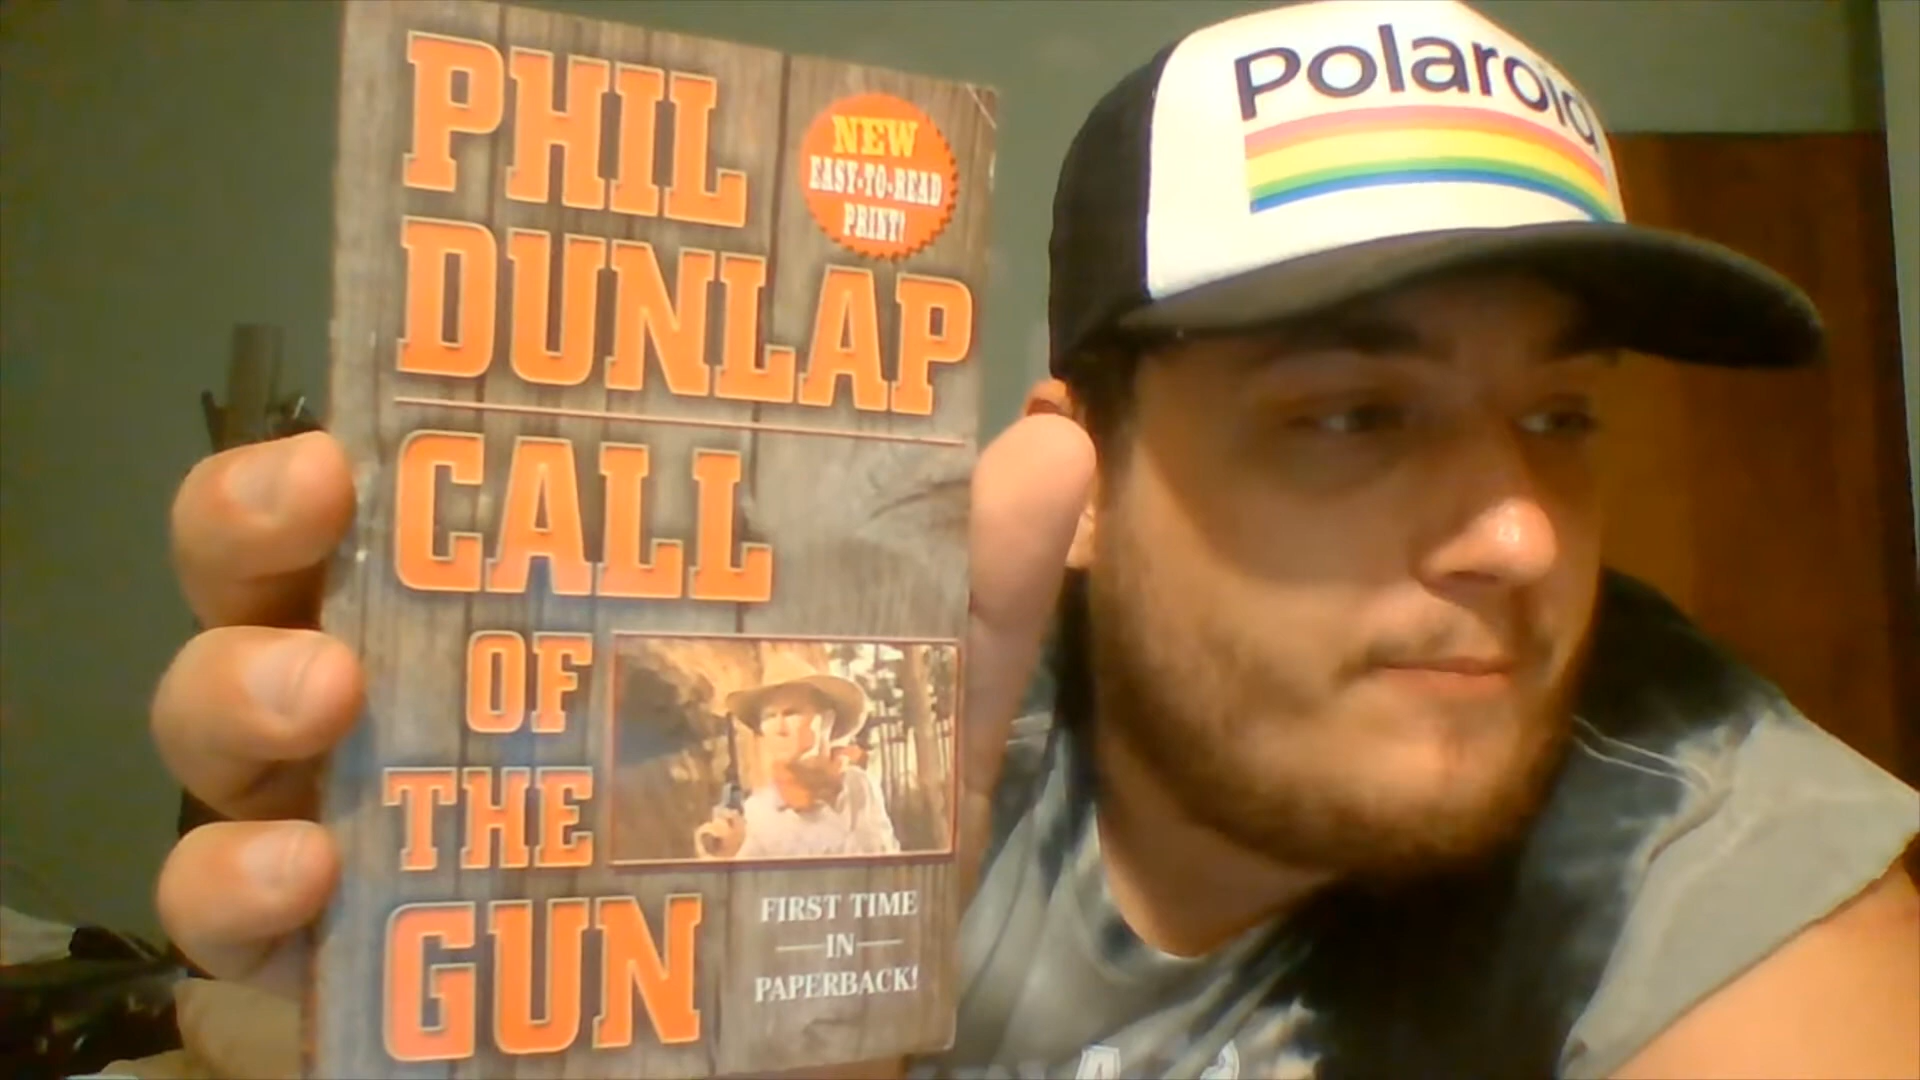 PHIL
DUNLAP
NEW
EASY-TO-READ
PRINT!
CALL
OF
THE
GUN
FIRST TIME
IN
PAPERBACK!
Polaroid